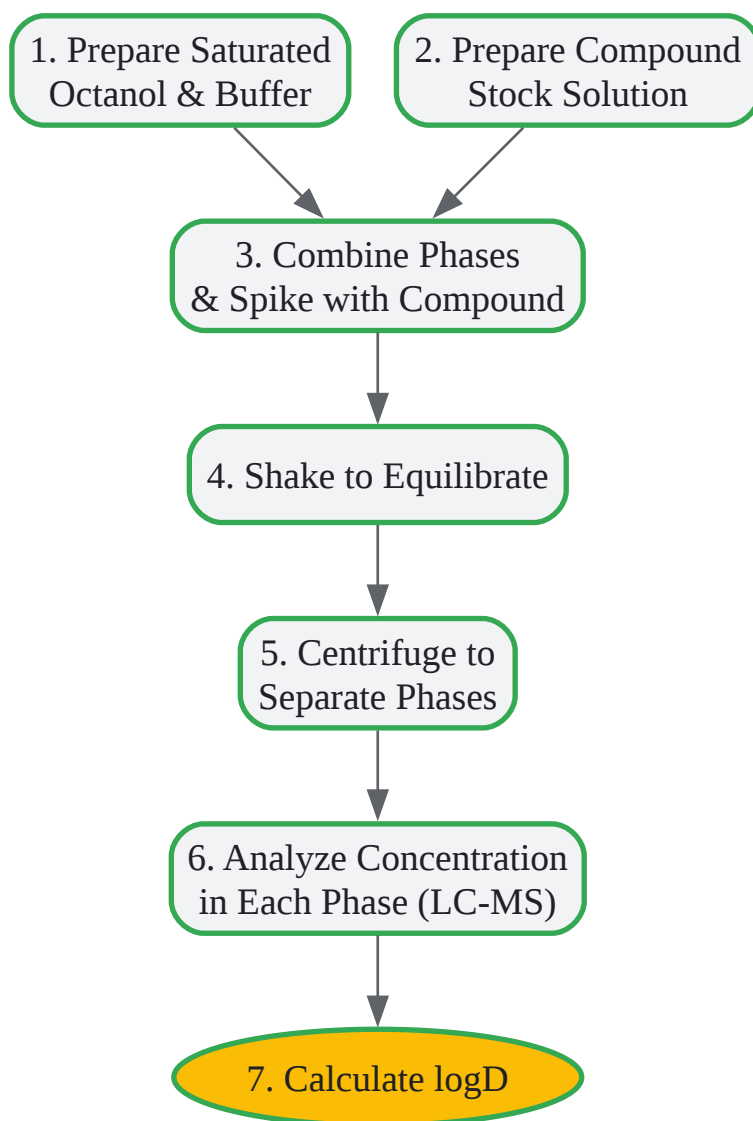 1. Prepare Saturated
Octanol & Buffer
2. Prepare Compound
Stock Solution
3. Combine Phases
& Spike with Compound
4. Shake to Equilibrate
5. Centrifuge to
Separate Phases
6. Analyze Concentration
in Each Phase (LC-MS)
7. Calculate logD